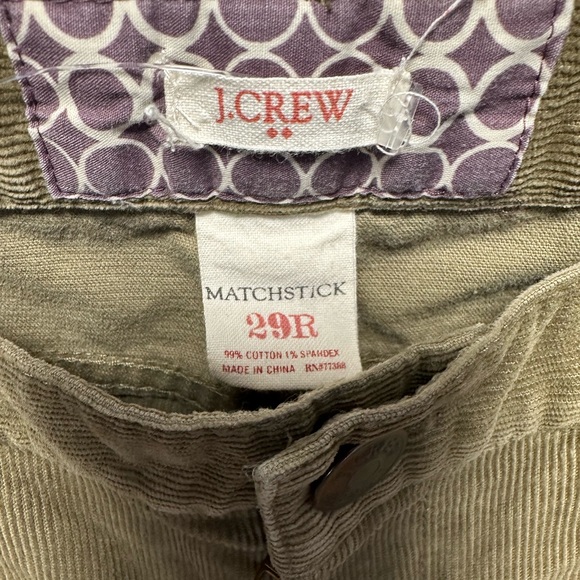 J.CREW
MATCHSTICK
29R
99% COTTON 1% SPANDEX
MADE IN CHINA RN#77388